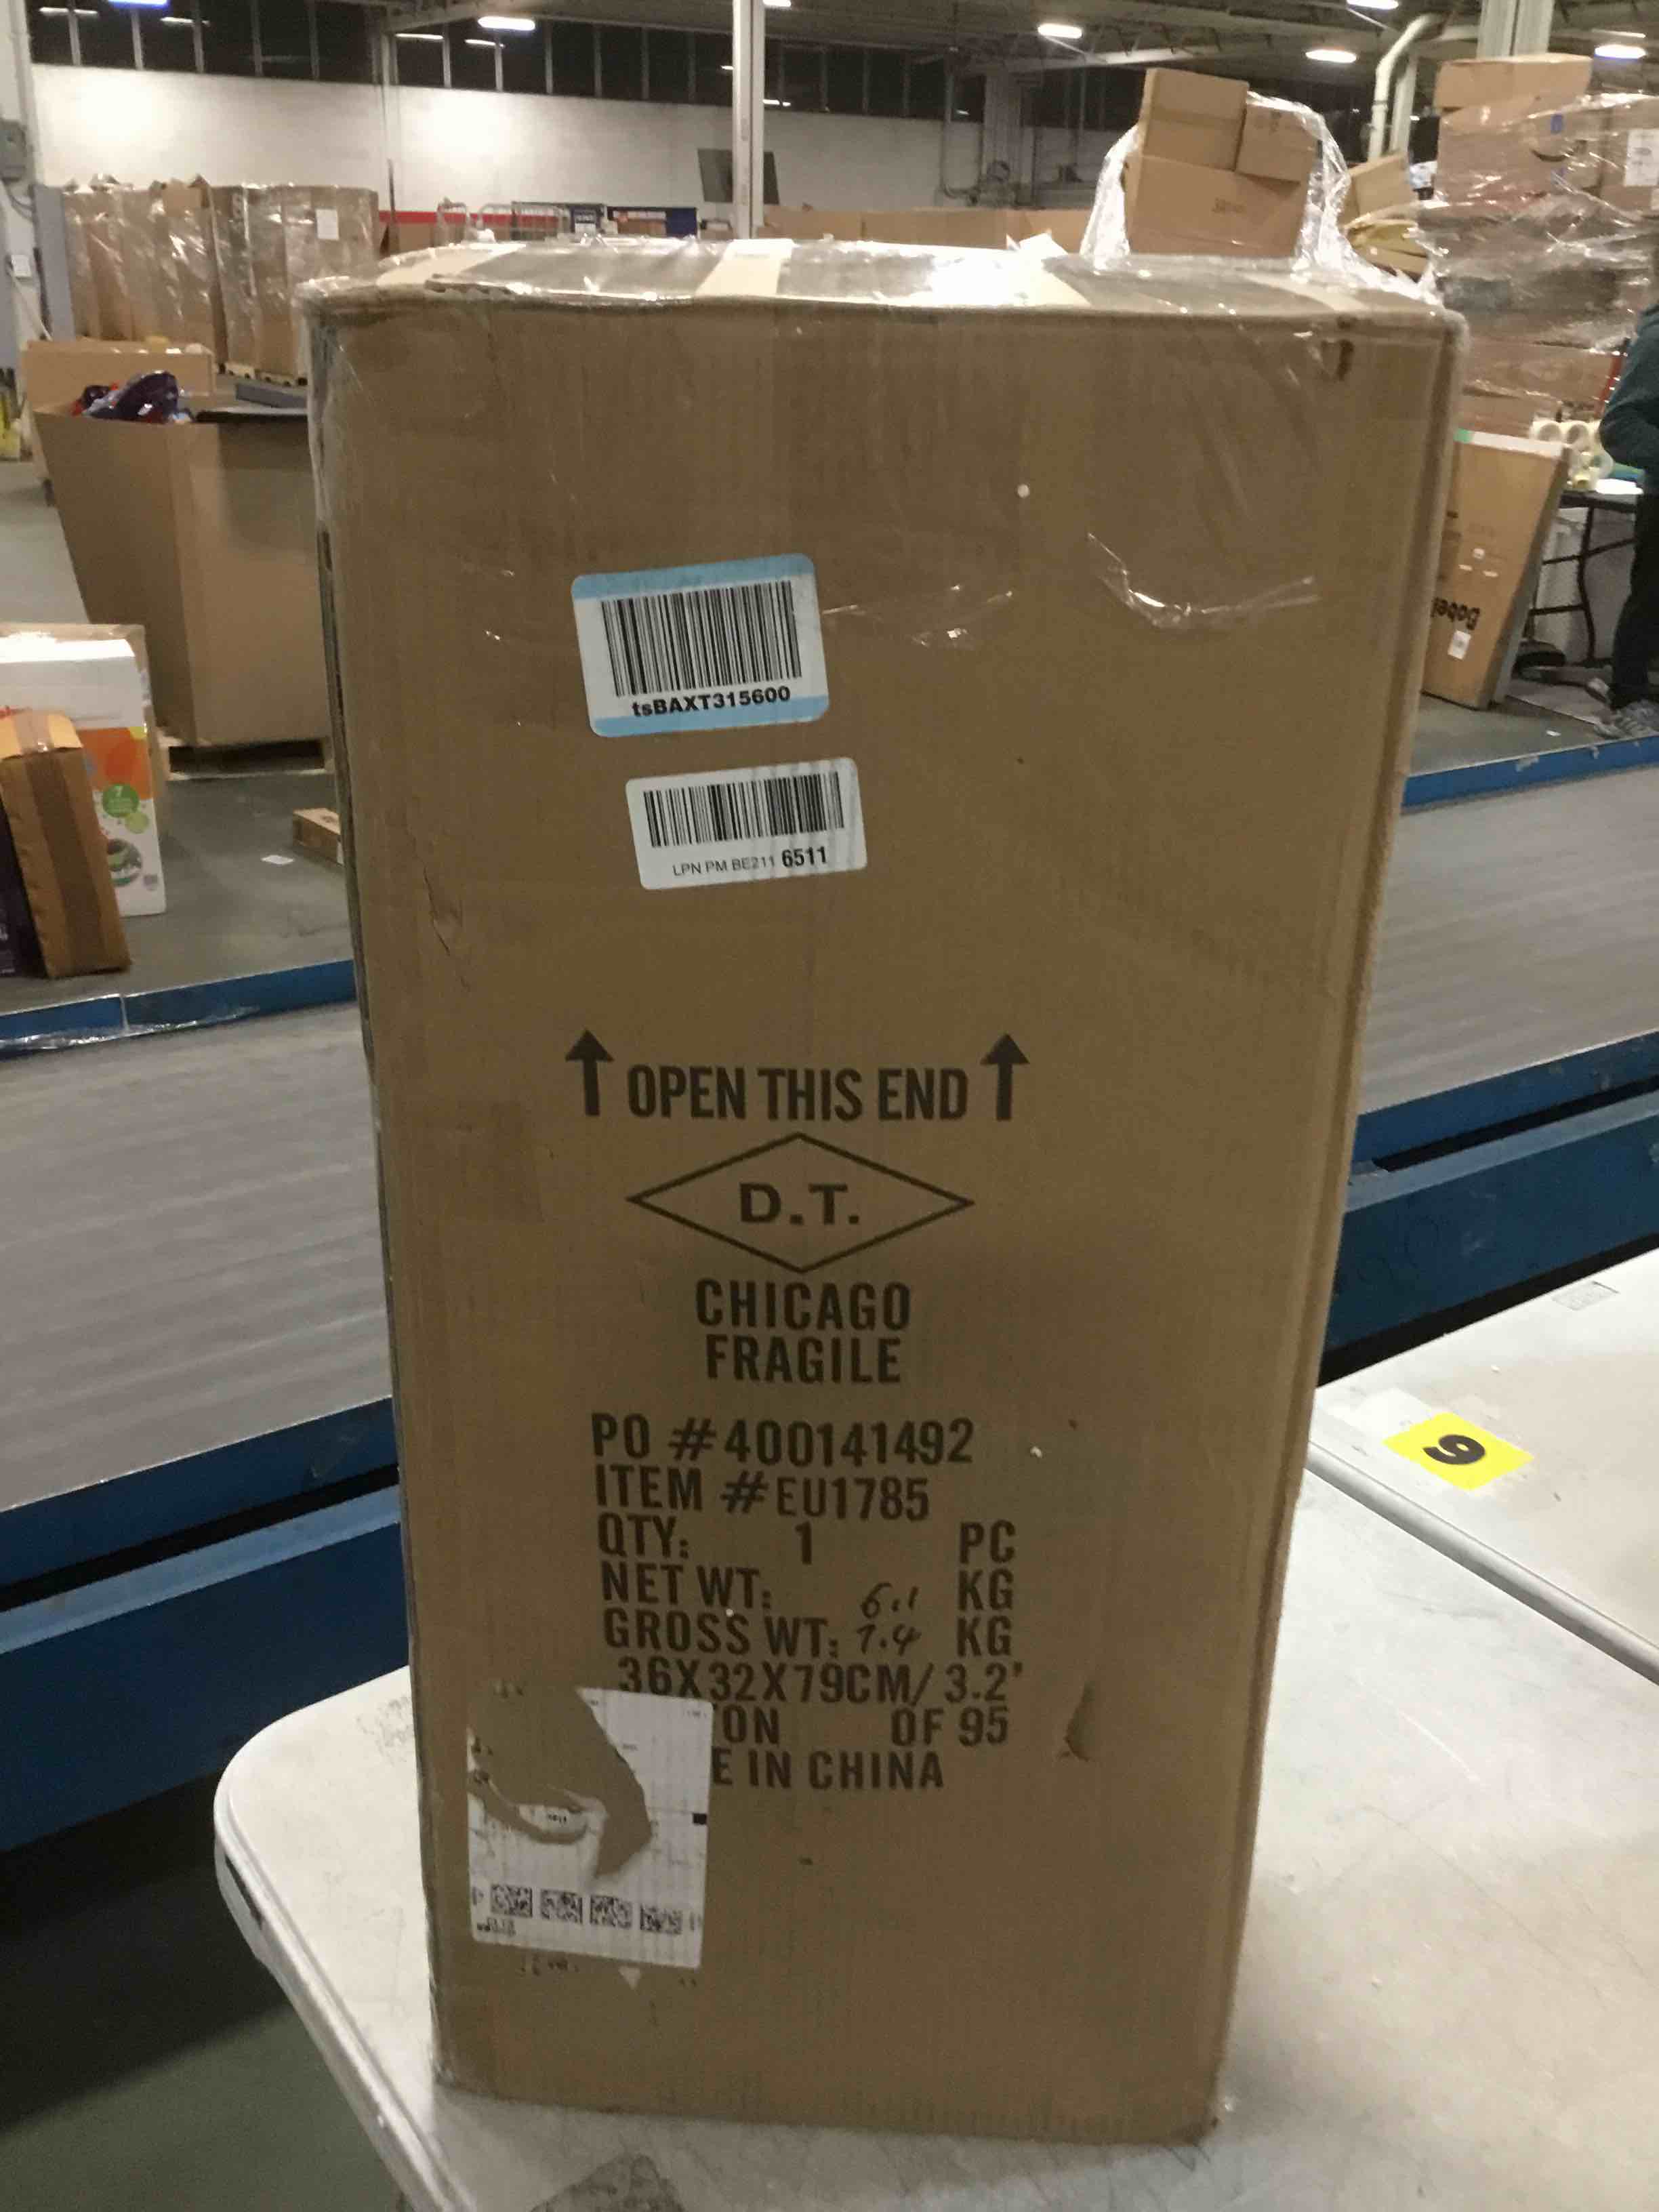 tsBAXT315600
LPN PM BE211 6511
OPEN THIS END
D.T.
CHICAGO
FRAGILE
PO #400141492
ITEM #EU1785
QTY: 1 PC
NET WT: 6.1 KG
GROSS WT: 7.4 KG
36X32X79CM/ 3.2'
ON OF 95
E IN CHINA
9